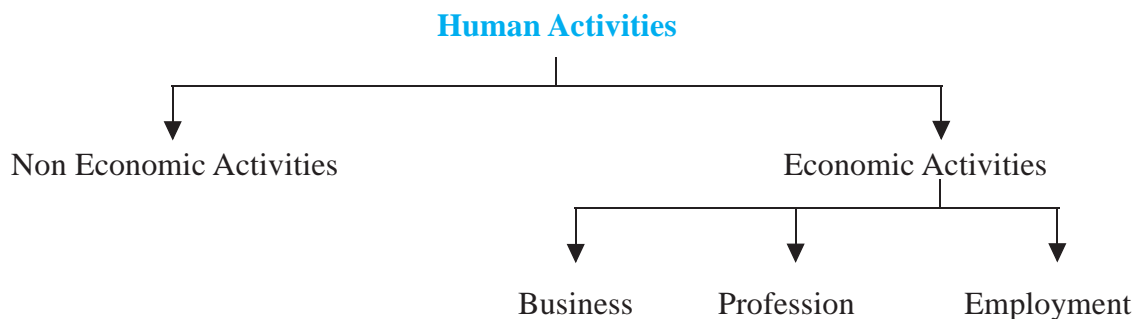 Human Activities
Non Economic Activities Economic Activities
Business Profession Employment